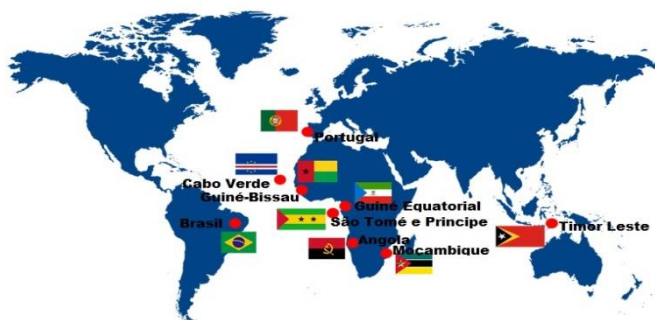 Portugal
Cabo Verde
Guiné-Bissau
Guiné Equatorial
São Tomé e Principe
Brasil
Timor Leste
Angola
Moçambique